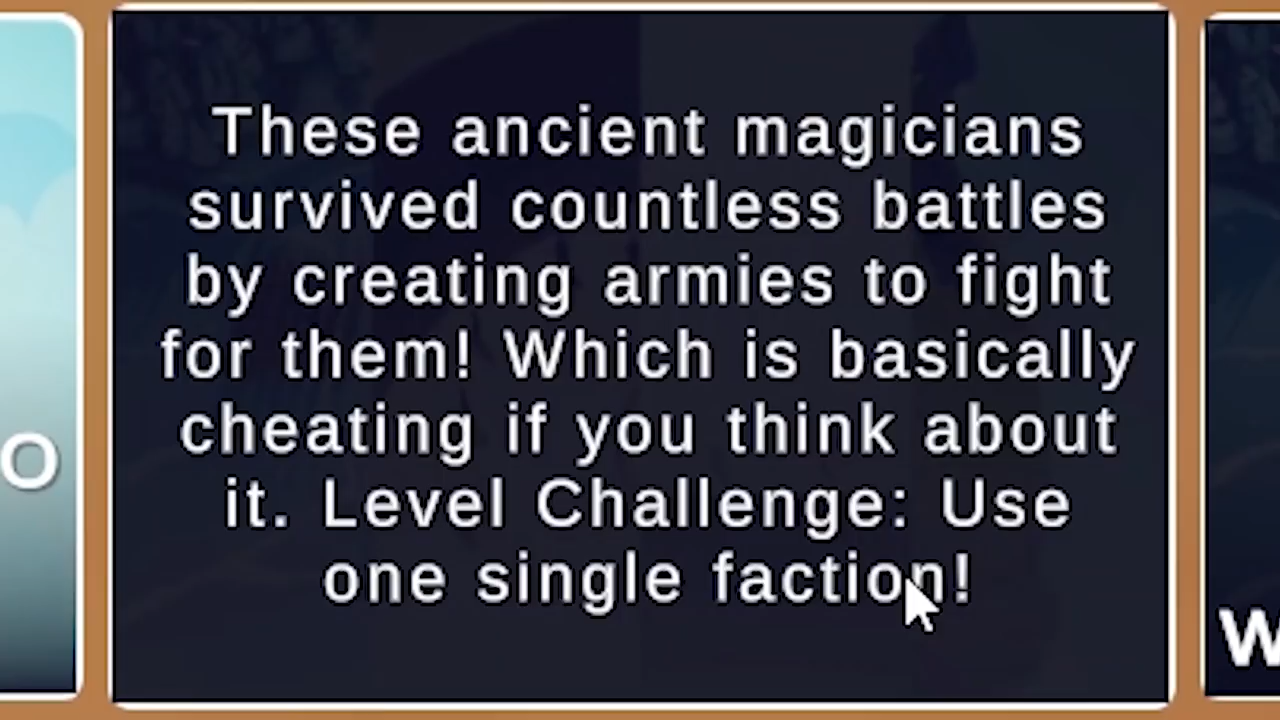 These ancient magicians
survived countless battles
by creating armies to fight
for them! Which is basically
cheating if you think about
it. Level Challenge: Use
one single faction!
O
W